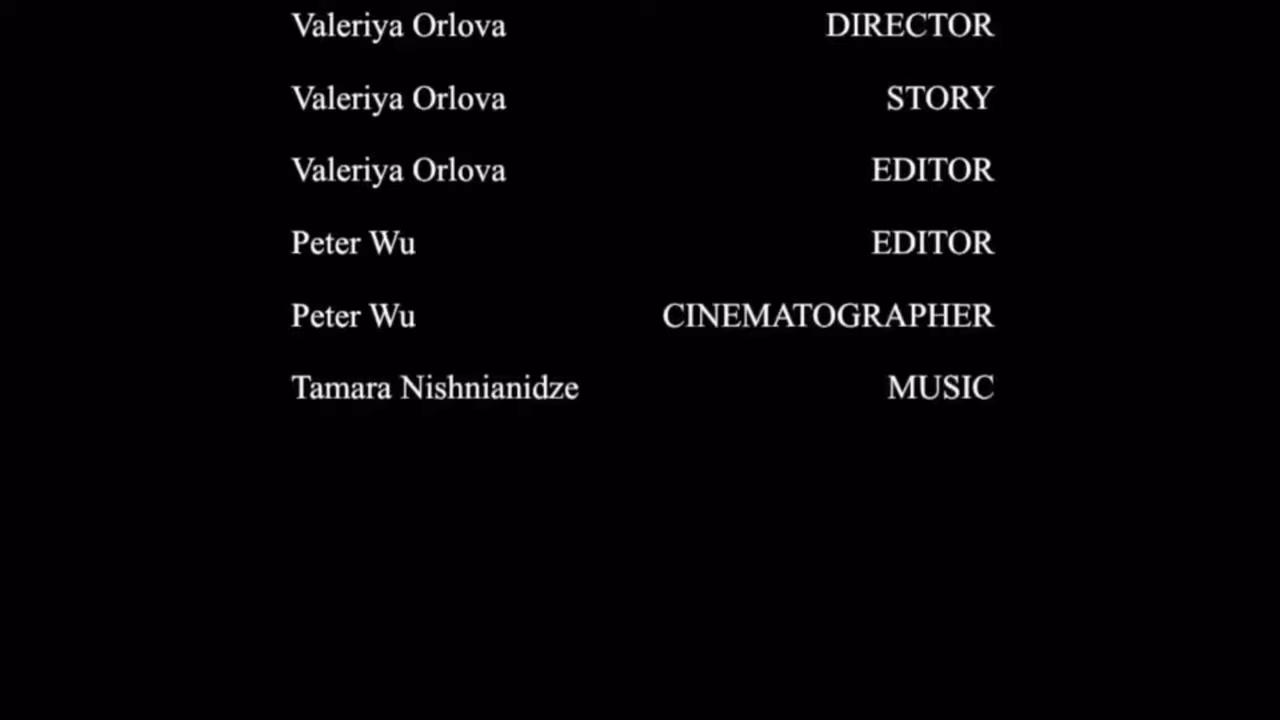 Valeriya Orlova DIRECTOR
Valeriya Orlova STORY
Valeriya Orlova EDITOR
Peter Wu EDITOR
Peter Wu CINEMATOGRAPHER
Tamara Nishnianidze MUSIC